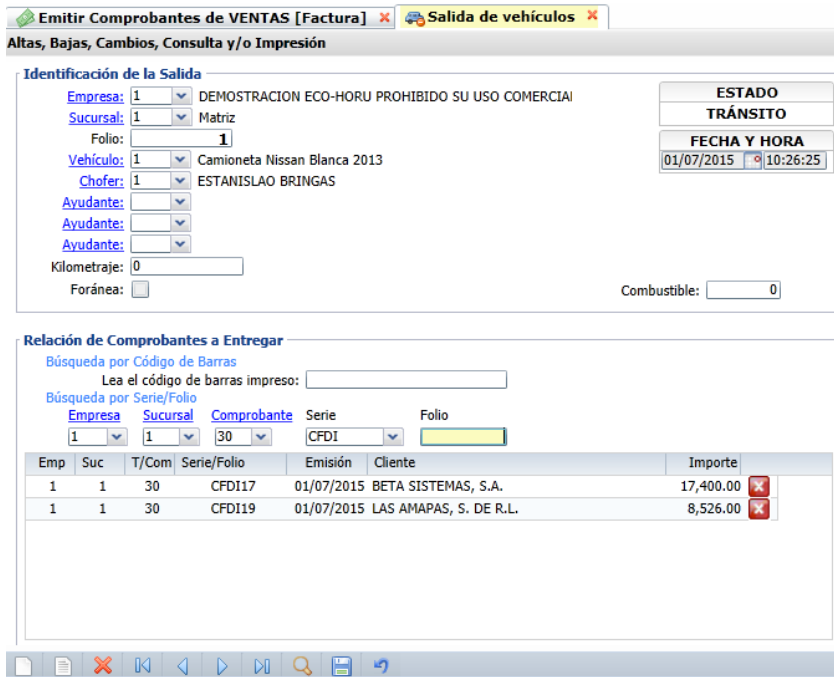 Emitir Comprobantes de VENTAS [Factura] Salida de vehículos
Altas, Bajas, Cambios, Consulta y/o Impresión
Identificación de la Salida
Empresa: 1 DEMOSTRACION ECO-HORU PROHIBIDO SU USO COMERCIAL
ESTADO
Sucursal: 1 Matriz
TRÁNSITO
Folio: 1
FECHA Y HORA
Vehículo: 1 Camioneta Nissan Blanca 2013
01/07/2015 10:26:25
Chofer: 1 ESTANISLAO BRINGAS
Ayudante:
Ayudante:
Ayudante:
Kilometraje: 0
Foránea:
Combustible: 0
Relación de Comprobantes a Entregar
Búsqueda por Código de Barras
Lea el código de barras impreso:
Búsqueda por Serie/Folio
Empresa Sucursal Comprobante Serie Folio
1 1 30 CFDI
Emp Suc T/Com Serie/Folio Emisión Cliente Importe
1 1 30 CFDI17 01/07/2015 BETA SISTEMAS, S.A. 17,400.00
1 1 30 CFDI19 01/07/2015 LAS AMAPAS, S. DE R.L. 8,526.00